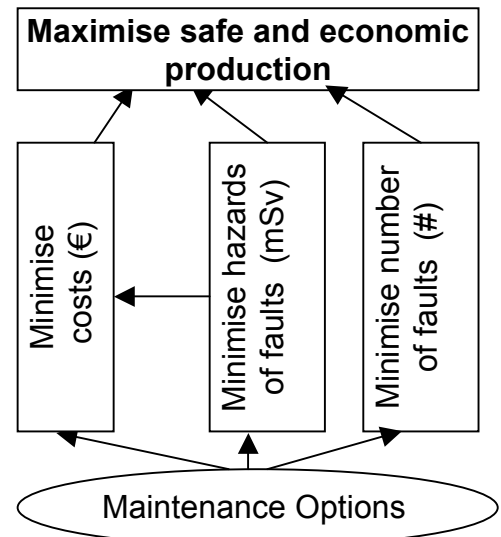 Maximise safe and economic
production
Minimise
costs (€)
Minimise hazards
of faults  (mSv)
Minimise number
of faults  (#)
Maintenance Options